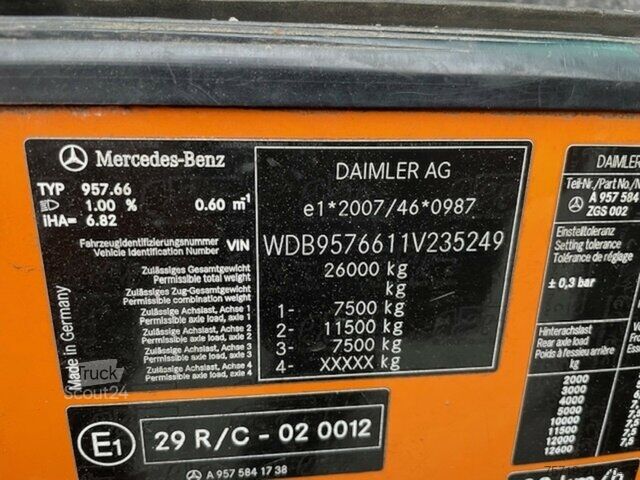 Mercedes-Benz
TYP 957.66
1.00 % 0.60 m⁻¹
iHA= 6.82
Fahrzeugidentifizierungsnummer
Vehicle Identification Number VIN
Zulässiges Gesamtgewicht
Permissible total weight
Zulässiges Zug-Gesamtgewicht
Permissible combination weight
Zulässige Achslast, Achse 1
Permissible axle load, axle 1
Zulässige Achslast, Achse 2
Permissible axle load, axle 2
Zulässige Achslast, Achse 3
Permissible axle load, axle 3
Zulässige Achslast, Achse 4
Permissible axle load, axle 4
Made in Germany
DAIMLER AG
e1*2007/46*0987
WDB9576611V235249
26000 kg
kg
1- 7500 kg
2- 11500 kg
3- 7500 kg
4- XXXXX kg
Truck
Scout24
E1
29 R/C - 02 0012
A 957 584 17 38
DAIMLER
Teil-Nr./Part No
A 957 584
ZGS 002
Einstelltoleranz
Setting tolerance
Tolérance de réglage
± 0,3 bar
Hinterachslast
Rear axle load
Poids à l'essieu arrière
kg
2000
3000
4000
5000
10000
11500
12000
12600
km/h